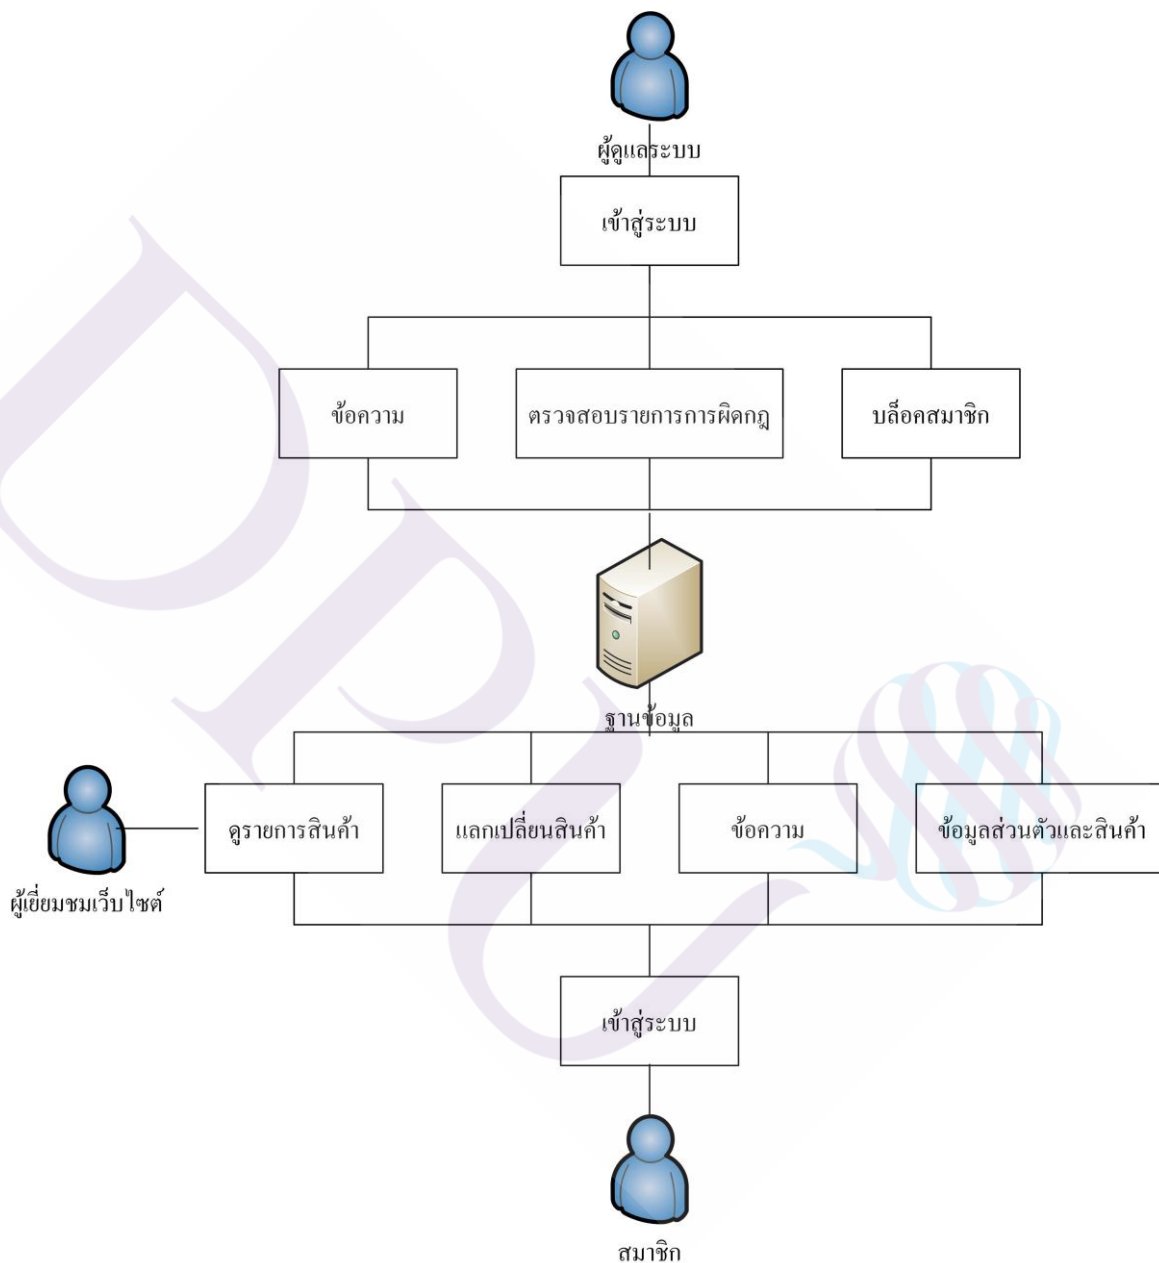 ผู้ดูแลระบบ
เข้าสู่ระบบ
ข้อความ
ตรวจสอบรายการการผิดกฎ
บล็อคสมาชิก
ฐานข้อมูล
ดูรายการสินค้า
แลกเปลี่ยนสินค้า
ข้อความ
ข้อมูลส่วนตัวและสินค้า
ผู้เยี่ยมชมเว็บไซต์
เข้าสู่ระบบ
สมาชิก
DPU